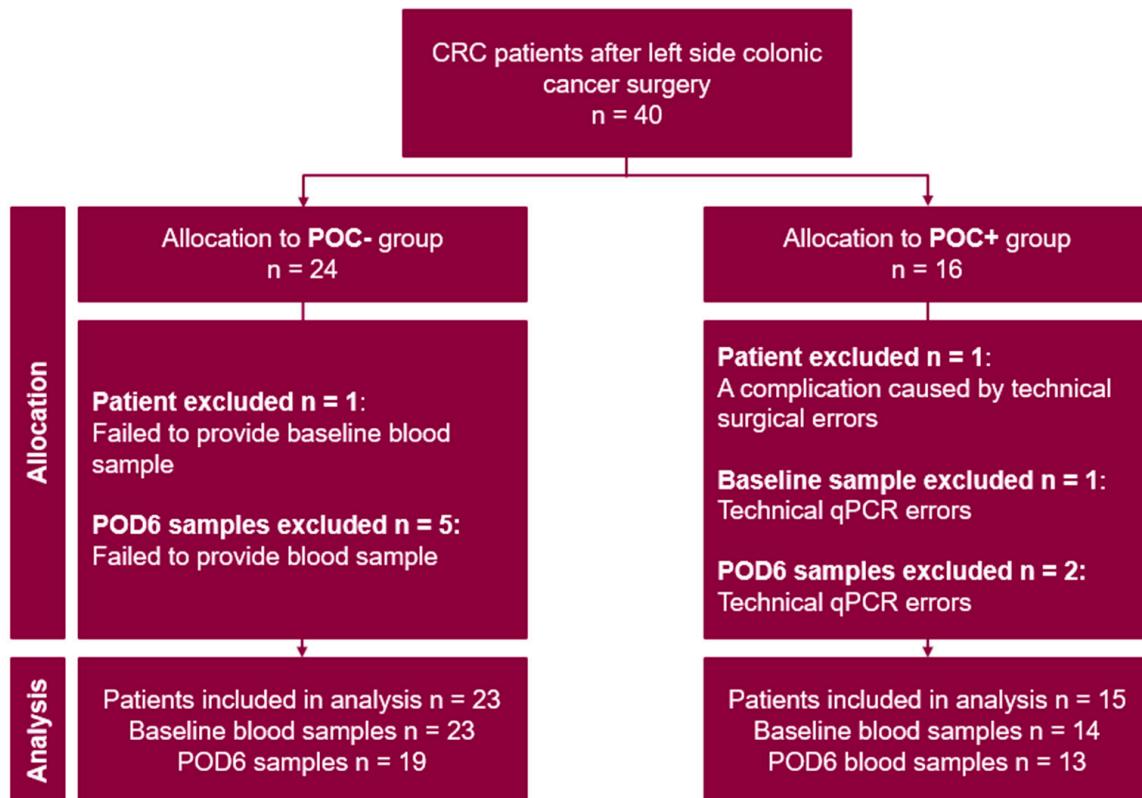 CRC patients after left side colonic
cancer surgery
n = 40
Allocation
Allocation to POC- group
n = 24
Allocation to POC+ group
n = 16
Patient excluded n = 1:
Failed to provide baseline blood
sample
POD6 samples excluded n = 5:
Failed to provide blood sample
Patient excluded n = 1:
A complication caused by technical
surgical errors
Baseline sample excluded n = 1:
Technical qPCR errors
POD6 samples excluded n = 2:
Technical qPCR errors
Analysis
Patients included in analysis n = 23
Baseline blood samples n = 23
POD6 samples n = 19
Patients included in analysis n = 15
Baseline blood samples n = 14
POD6 blood samples n = 13